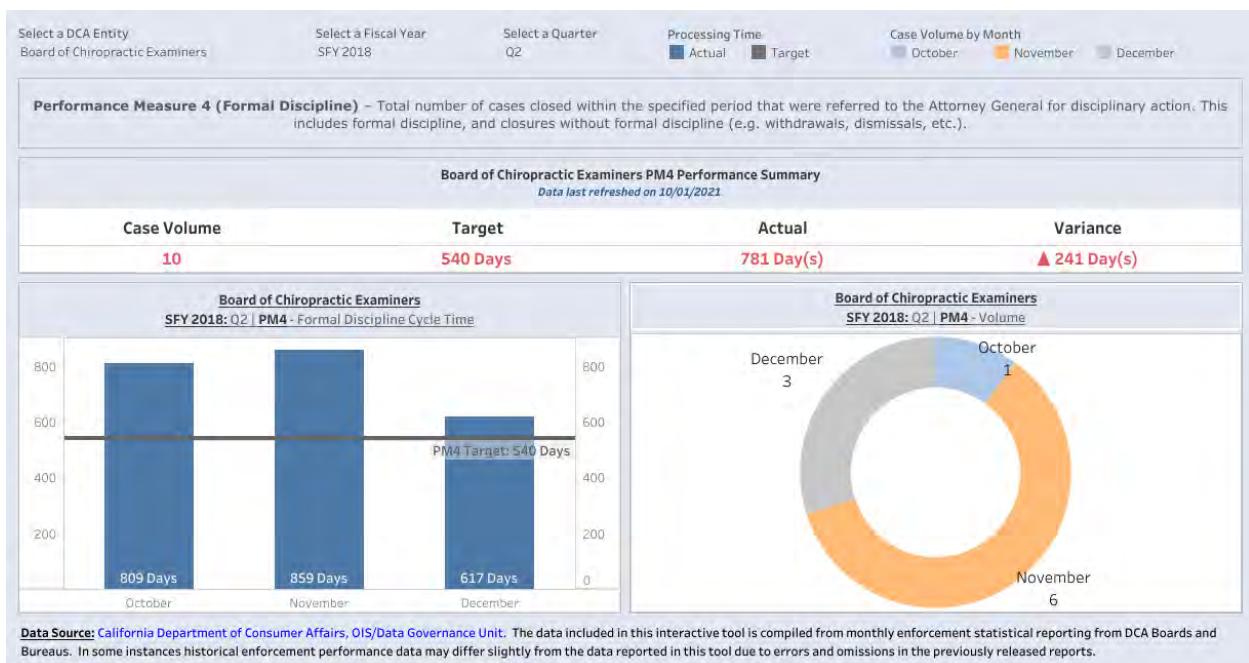 Select a DCA Entity
Board of Chiropractic Examiners
Select a Fiscal Year
SFY 2018
Select a Quarter
Q2
Processing Time
Actual
Target
Case Volume by Month
October
November
December
Performance Measure 4 (Formal Discipline) – Total number of cases closed within the specified period that were referred to the Attorney General for disciplinary action. This
includes formal discipline, and closures without formal discipline (e.g. withdrawals, dismissals, etc.).
Board of Chiropractic Examiners PM4 Performance Summary
Data last refreshed on 10/01/2021
Case Volume Target Actual Variance
10 540 Days 781 Day(s) ▲ 241 Day(s)
Board of Chiropractic Examiners
SFY 2018: Q2 | PM4 - Formal Discipline Cycle Time
800
600
400
200
PM4 Target: 540 Days
809 Days
859 Days
617 Days
800
600
400
200
0
October
November
December
Board of Chiropractic Examiners
SFY 2018: Q2 | PM4 - Volume
October
1
December
3
November
6
Data Source: California Department of Consumer Affairs, OIS/Data Governance Unit. The data included in this interactive tool is compiled from monthly enforcement statistical reporting from DCA Boards and
Bureaus. In some instances historical enforcement performance data may differ slightly from the data reported in this tool due to errors and omissions in the previously released reports.